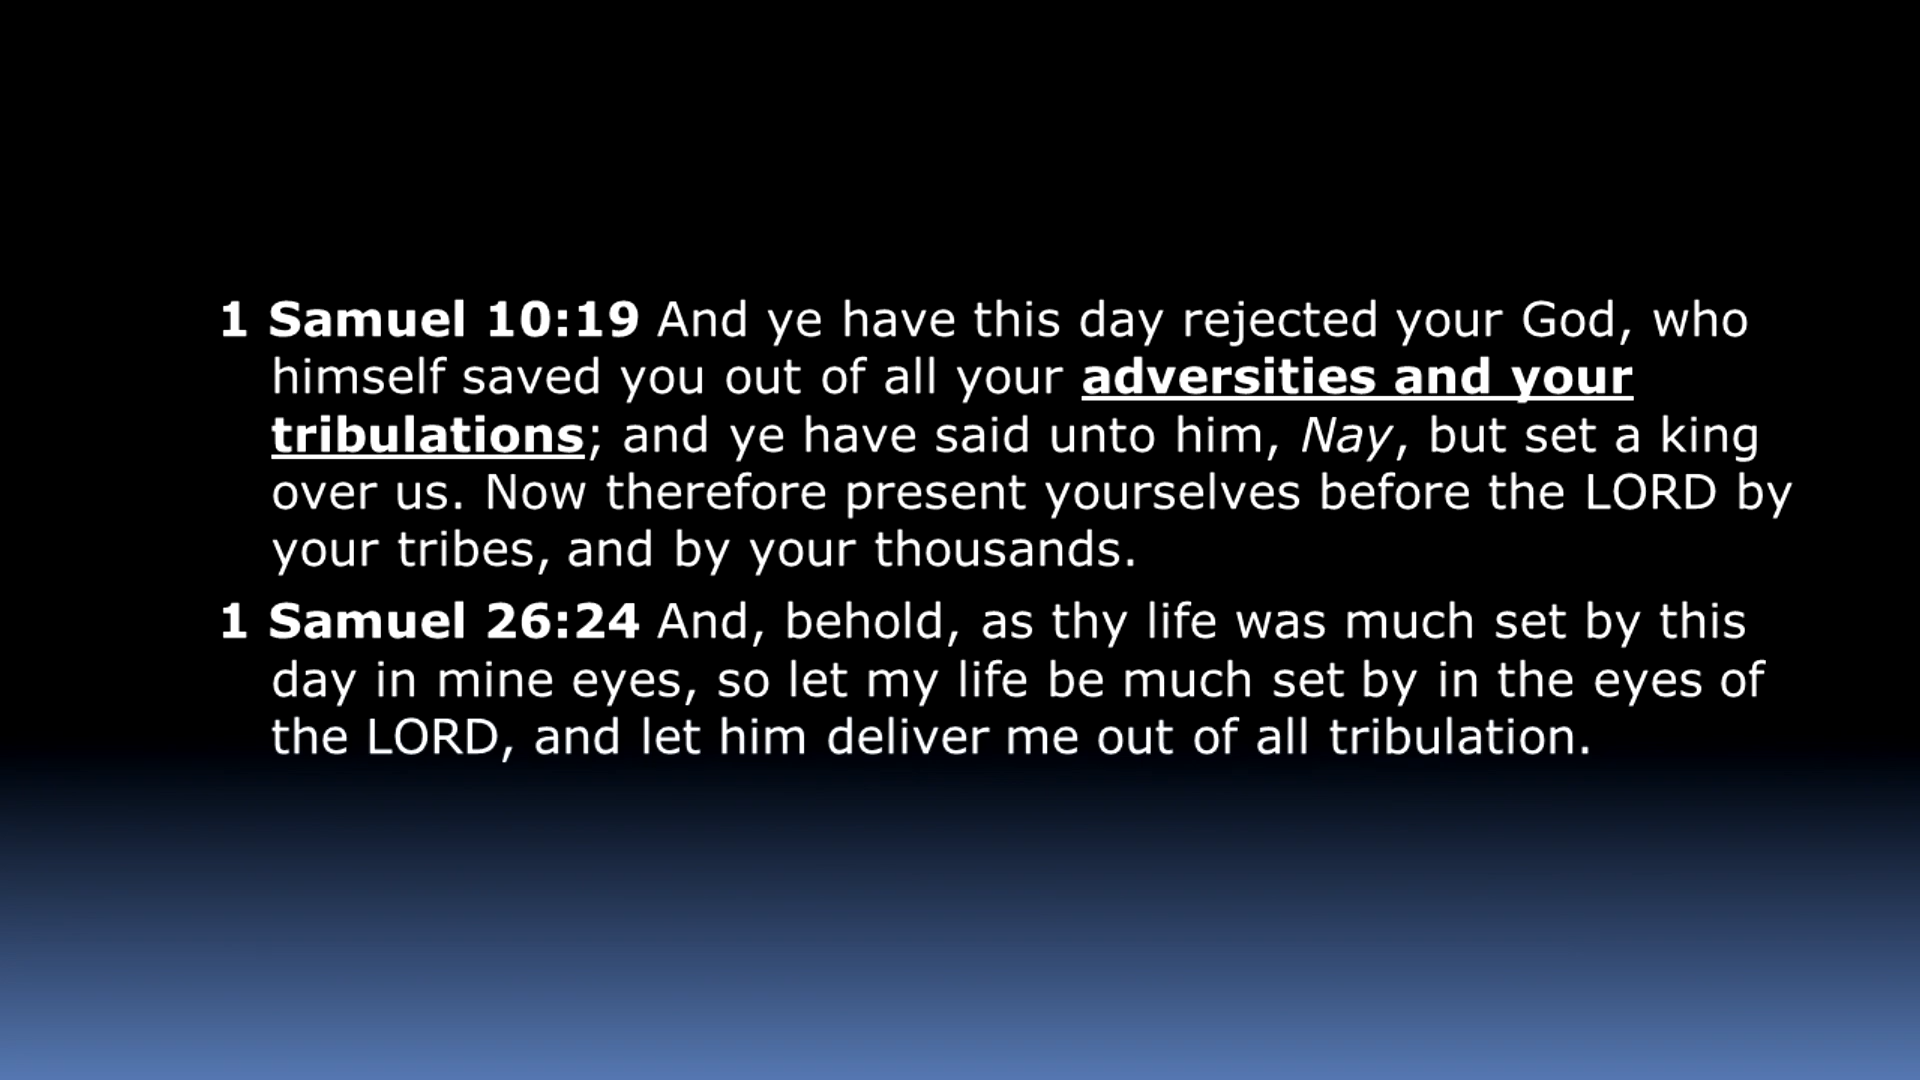 1 Samuel 10:19 And ye have this day rejected your God, who
himself saved you out of all your adversities and your
tribulations; and ye have said unto him, Nay, but set a king
over us. Now therefore present yourselves before the LORD by
your tribes, and by your thousands.
1 Samuel 26:24 And, behold, as thy life was much set by this
day in mine eyes, so let my life be much set by in the eyes of
the LORD, and let him deliver me out of all tribulation.